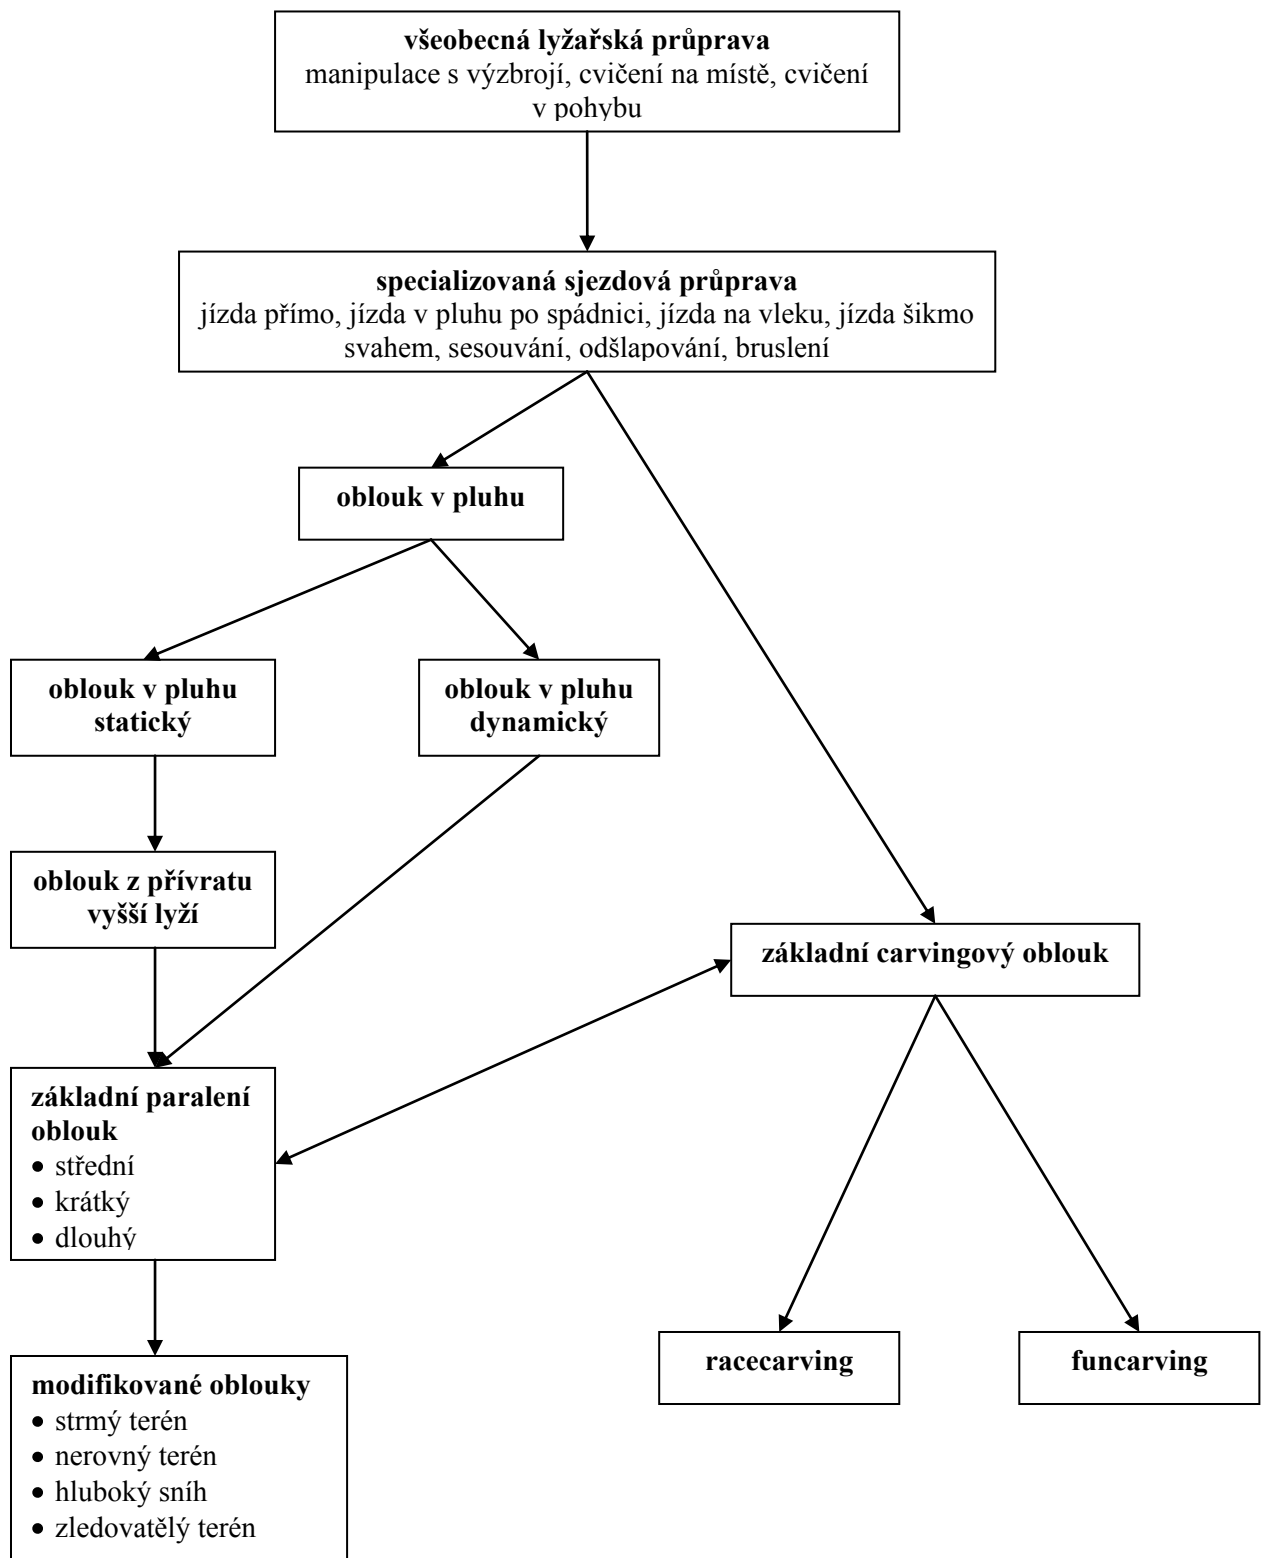 všeobecná lyžařská průprava
manipulace s výzbrojí, cvičení na místě, cvičení
v pohybu
specializovaná sjezdová průprava
jízda přímo, jízda v pluhu po spádnici, jízda na vleku, jízda šikmo
svahem, sesouvání, odšlapování, bruslení
oblouk v pluhu
oblouk v pluhu
statický
oblouk v pluhu
dynamický
oblouk z přívratu
vyšší lyží
základní carvingový oblouk
základní paralení
oblouk
• střední
• krátký
• dlouhý
racecarving
funcarving
modifikované oblouky
• strmý terén
• nerovný terén
• hluboký sníh
• zledovatělý terén